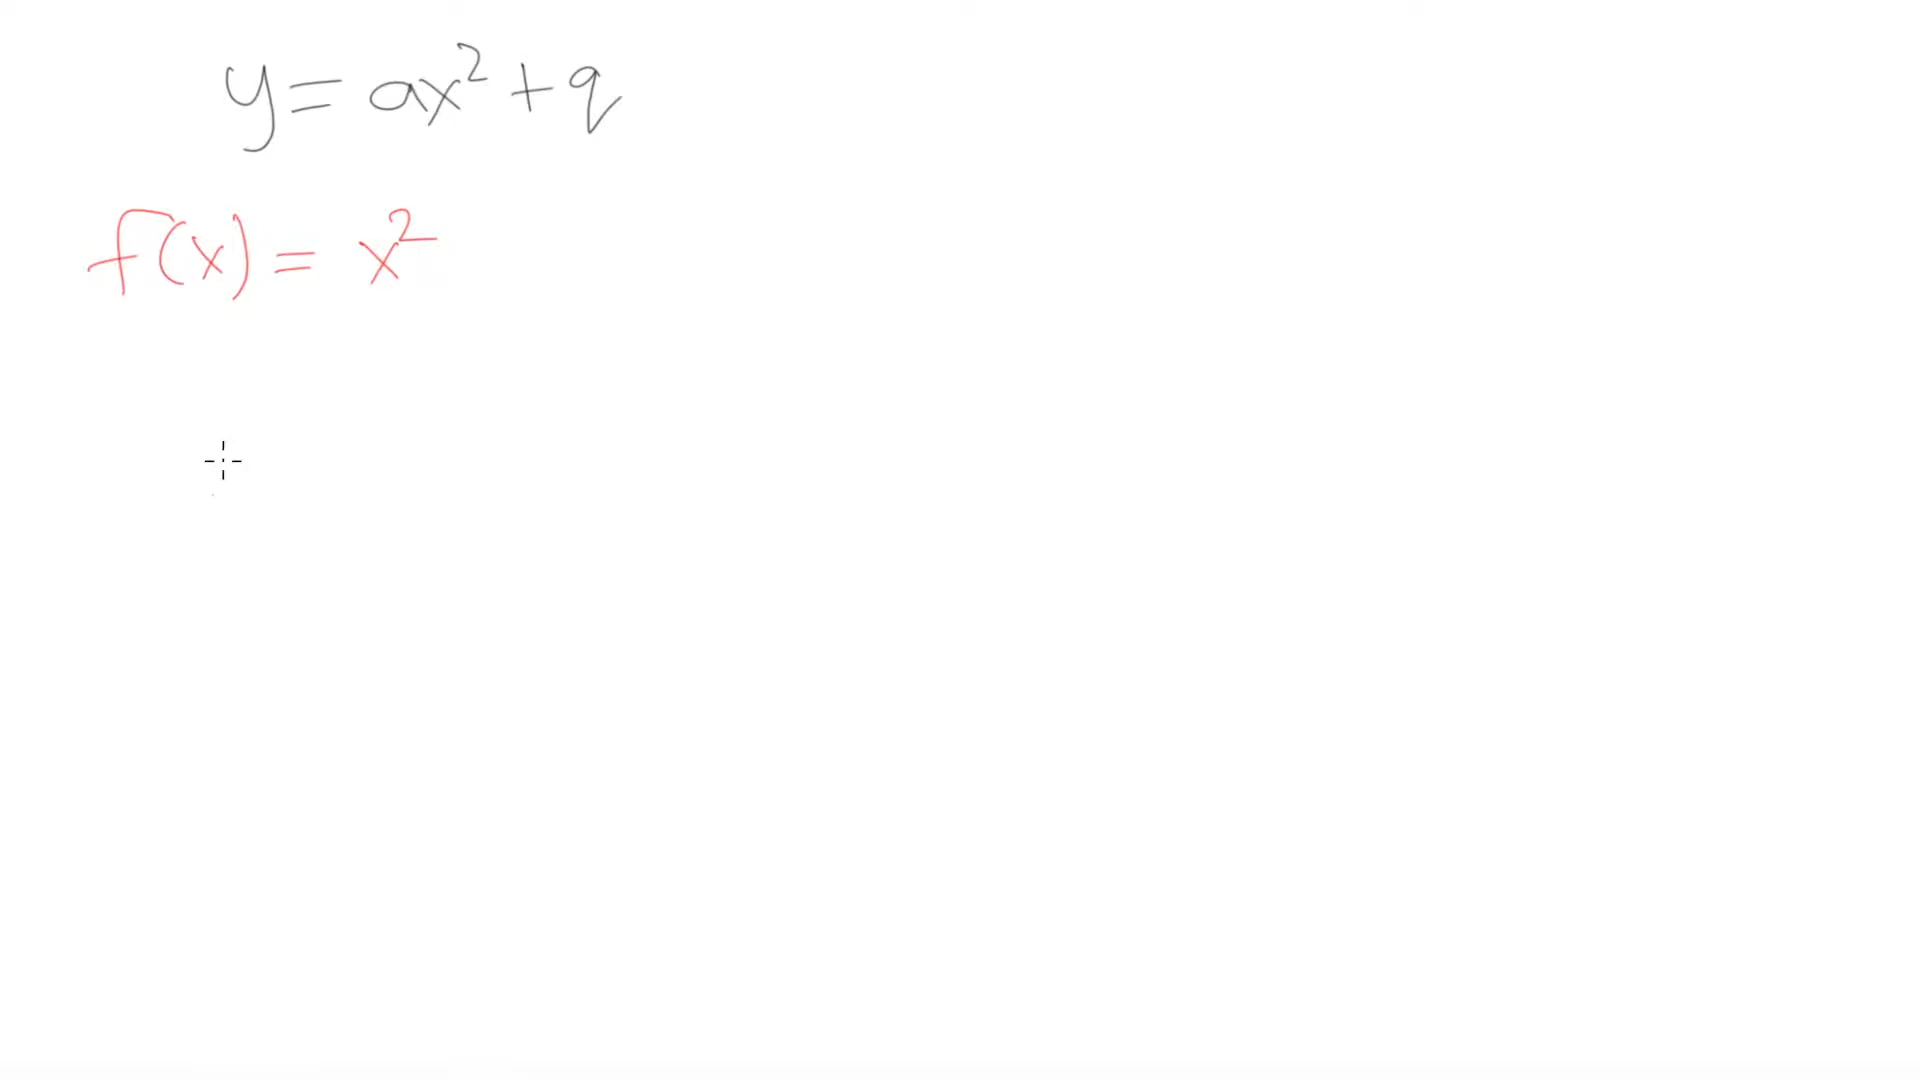 y = ax² + q
f(x) = x²